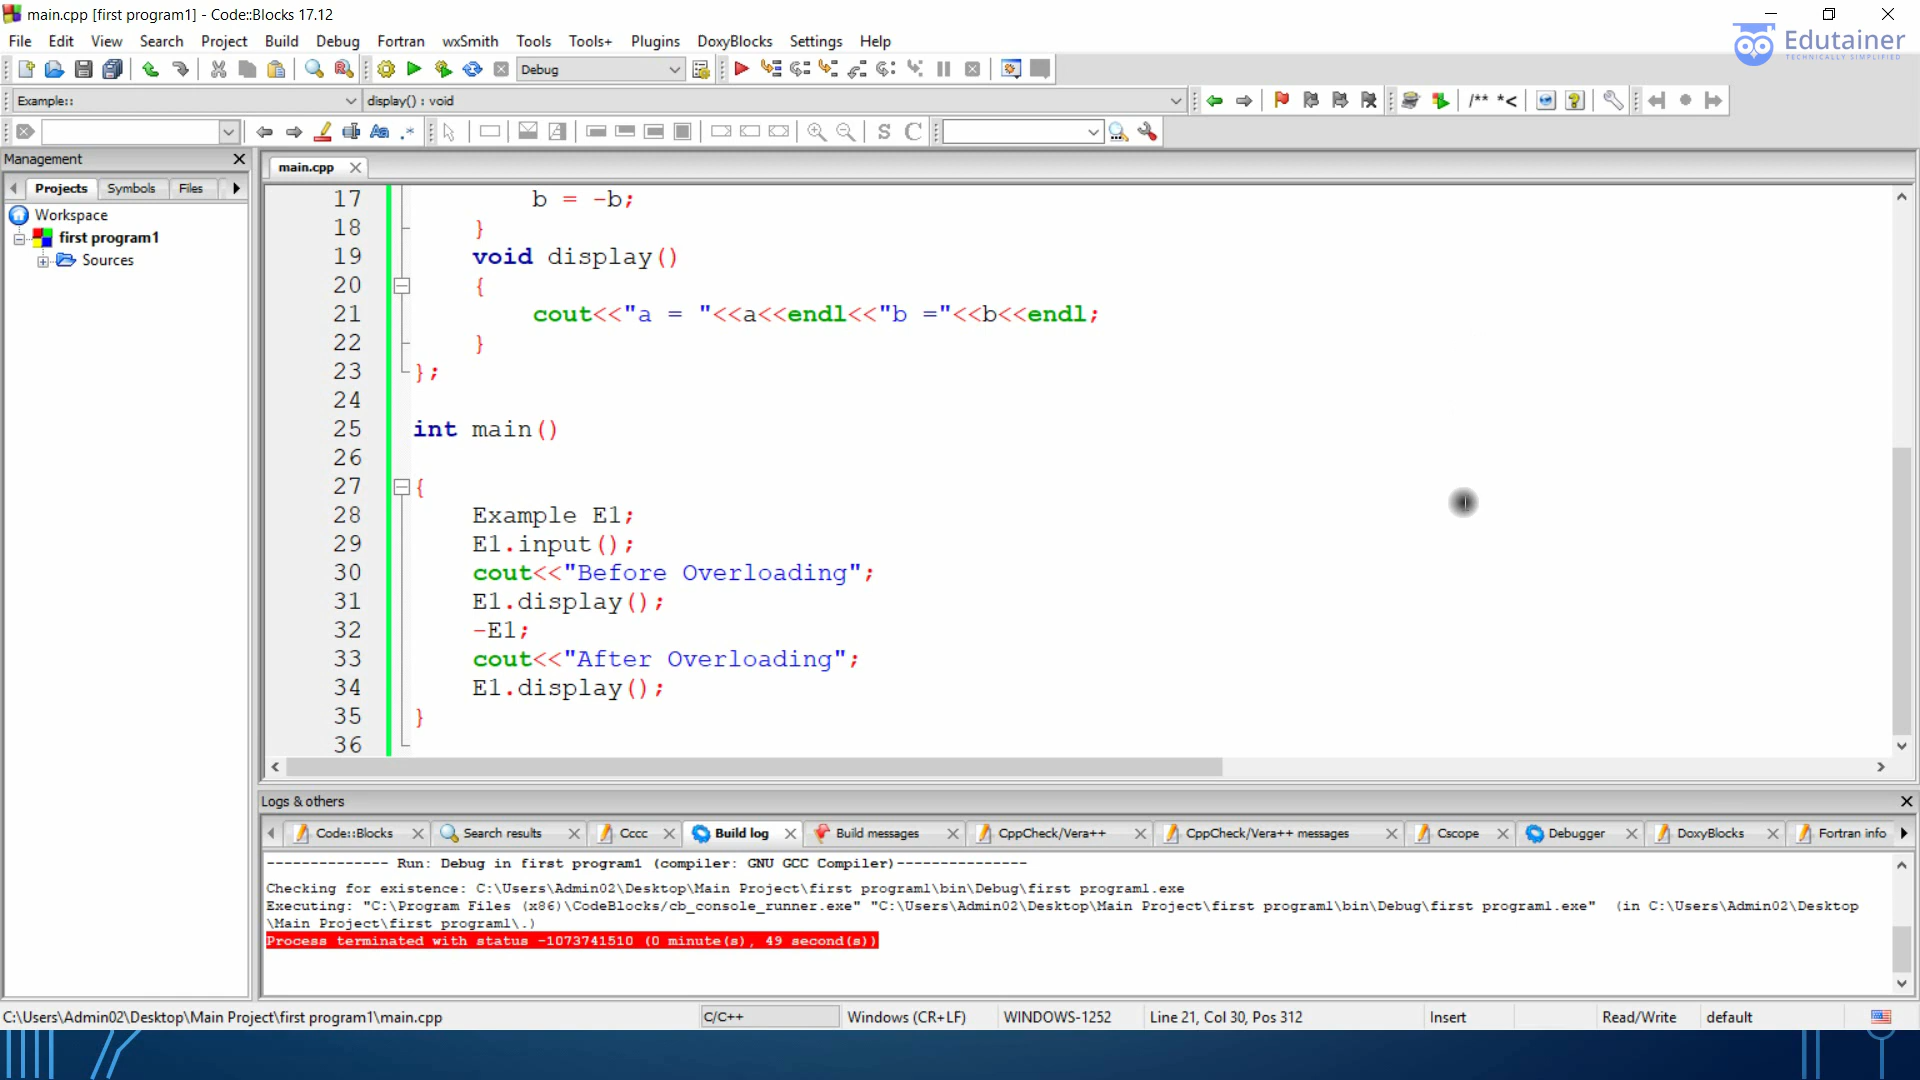 main.cpp [first program1] - Code::Blocks 17.12
File Edit View Search Project Build Debug Fortran wxSmith Tools Tools+ Plugins DoxyBlocks Settings Help
Edutainer
TECHNICALLY SIMPLIFIED
Debug
Example:: display() : void
/** *<
S C
Management
main.cpp
Projects Symbols Files
Workspace
first program1
Sources
17 b = -b;
18 }
19 void display()
20 {
21 cout<<"a = "<<a<<endl<<"b ="<<b<<endl;
22 }
23 };
24
25 int main()
26
27 {
28 Example E1;
29 E1.input();
30 cout<<"Before Overloading";
31 E1.display();
32 -E1;
33 cout<<"After Overloading";
34 E1.display();
35 }
36
Logs & others
Code::Blocks Search results Cccc Build log Build messages CppCheck/Vera++ CppCheck/Vera++ messages Cscope Debugger DoxyBlocks Fortran info
-------------- Run: Debug in first program1 (compiler: GNU GCC Compiler)---------------
Checking for existence: C:\Users\Admin02\Desktop\Main Project\first program1\bin\Debug\first program1.exe
Executing: "C:\Program Files (x86)\CodeBlocks/cb_console_runner.exe" "C:\Users\Admin02\Desktop\Main Project\first program1\bin\Debug\first program1.exe" (in C:\Users\Admin02\Desktop
\Main Project\first program1\.)
Process terminated with status -1073741510 (0 minute(s), 49 second(s))
C:\Users\Admin02\Desktop\Main Project\first program1\main.cpp C/C++ Windows (CR+LF) WINDOWS-1252 Line 21, Col 30, Pos 312 Insert Read/Write default